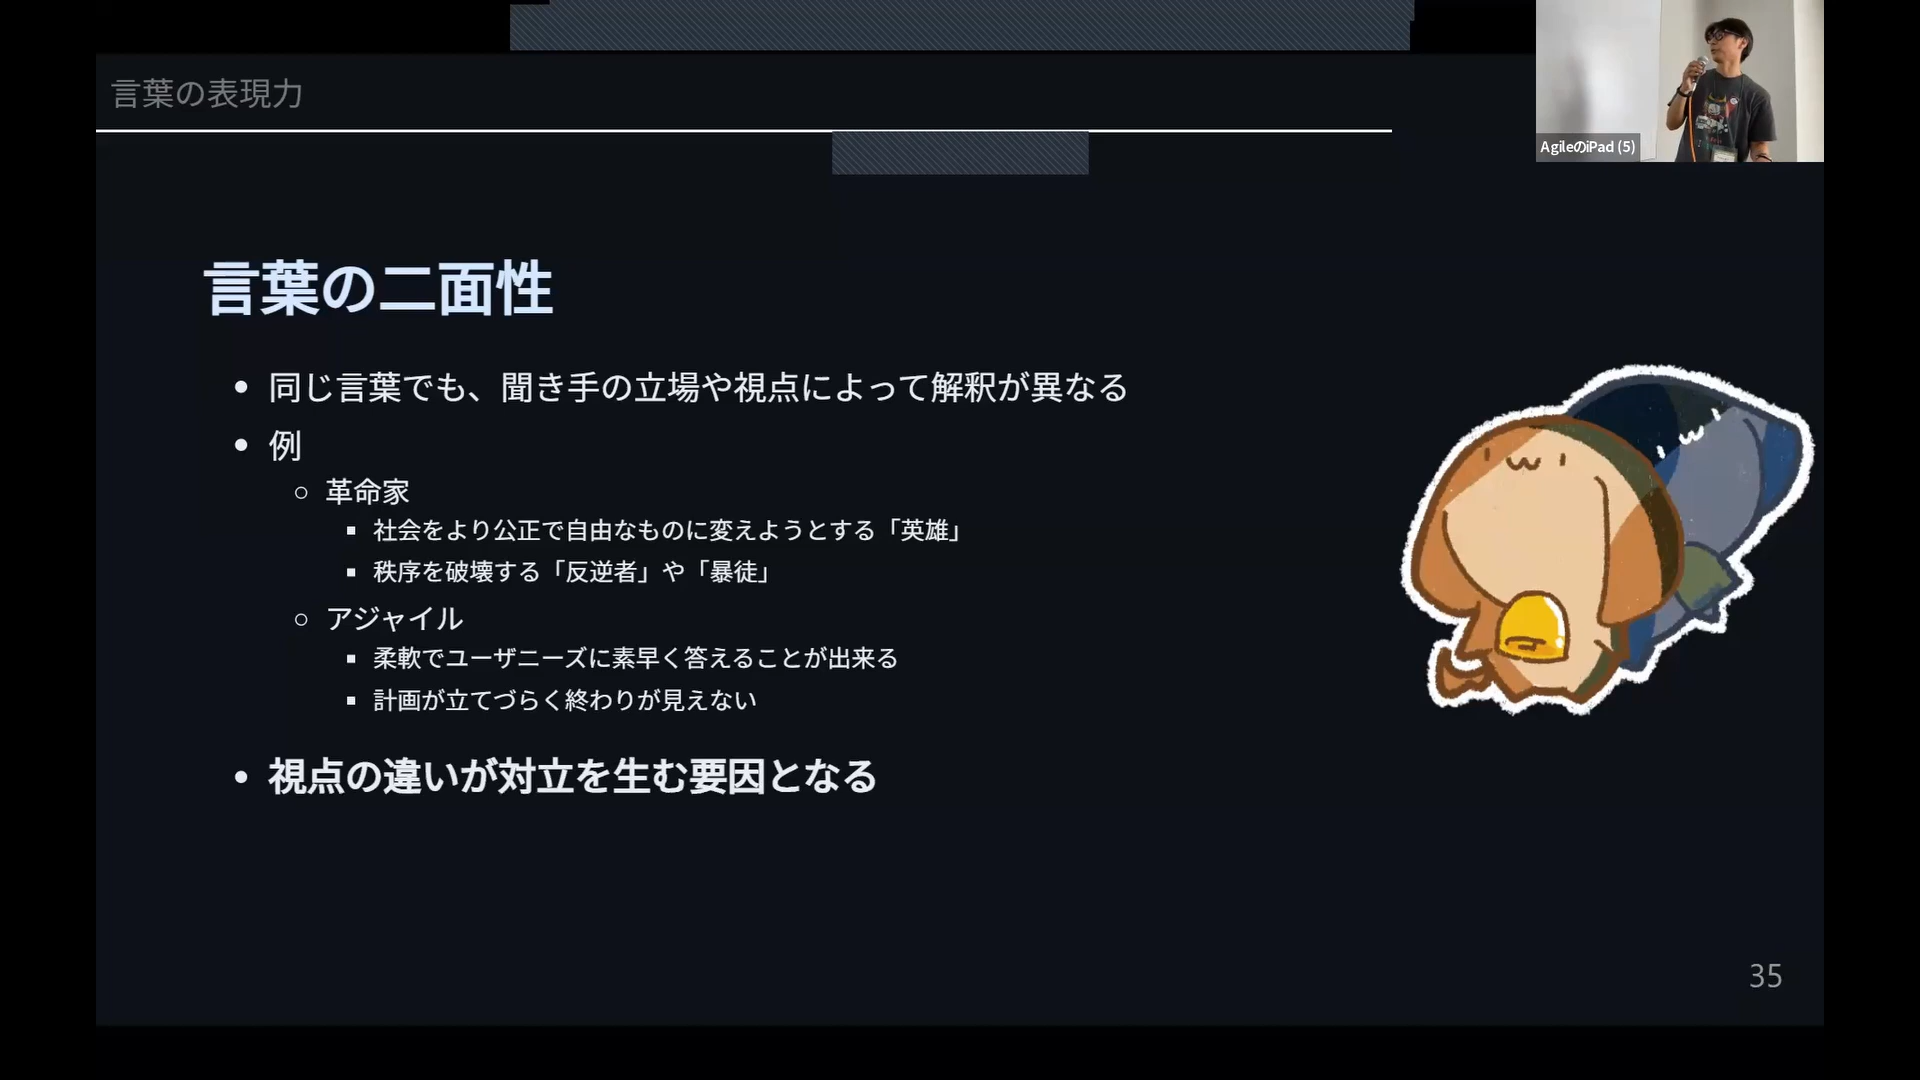 言葉の表現力
AgileのiPad (5)
言葉の二面性
同じ言葉でも、聞き手の立場や視点によって解釈が異なる
例
革命家
社会をより公正で自由なものに変えようとする「英雄」
秩序を破壊する「反逆者」や「暴徒」
アジャイル
柔軟でユーザニーズに素早く答えることが出来る
計画が立てづらく終わりが見えない
視点の違いが対立を生む要因となる
35